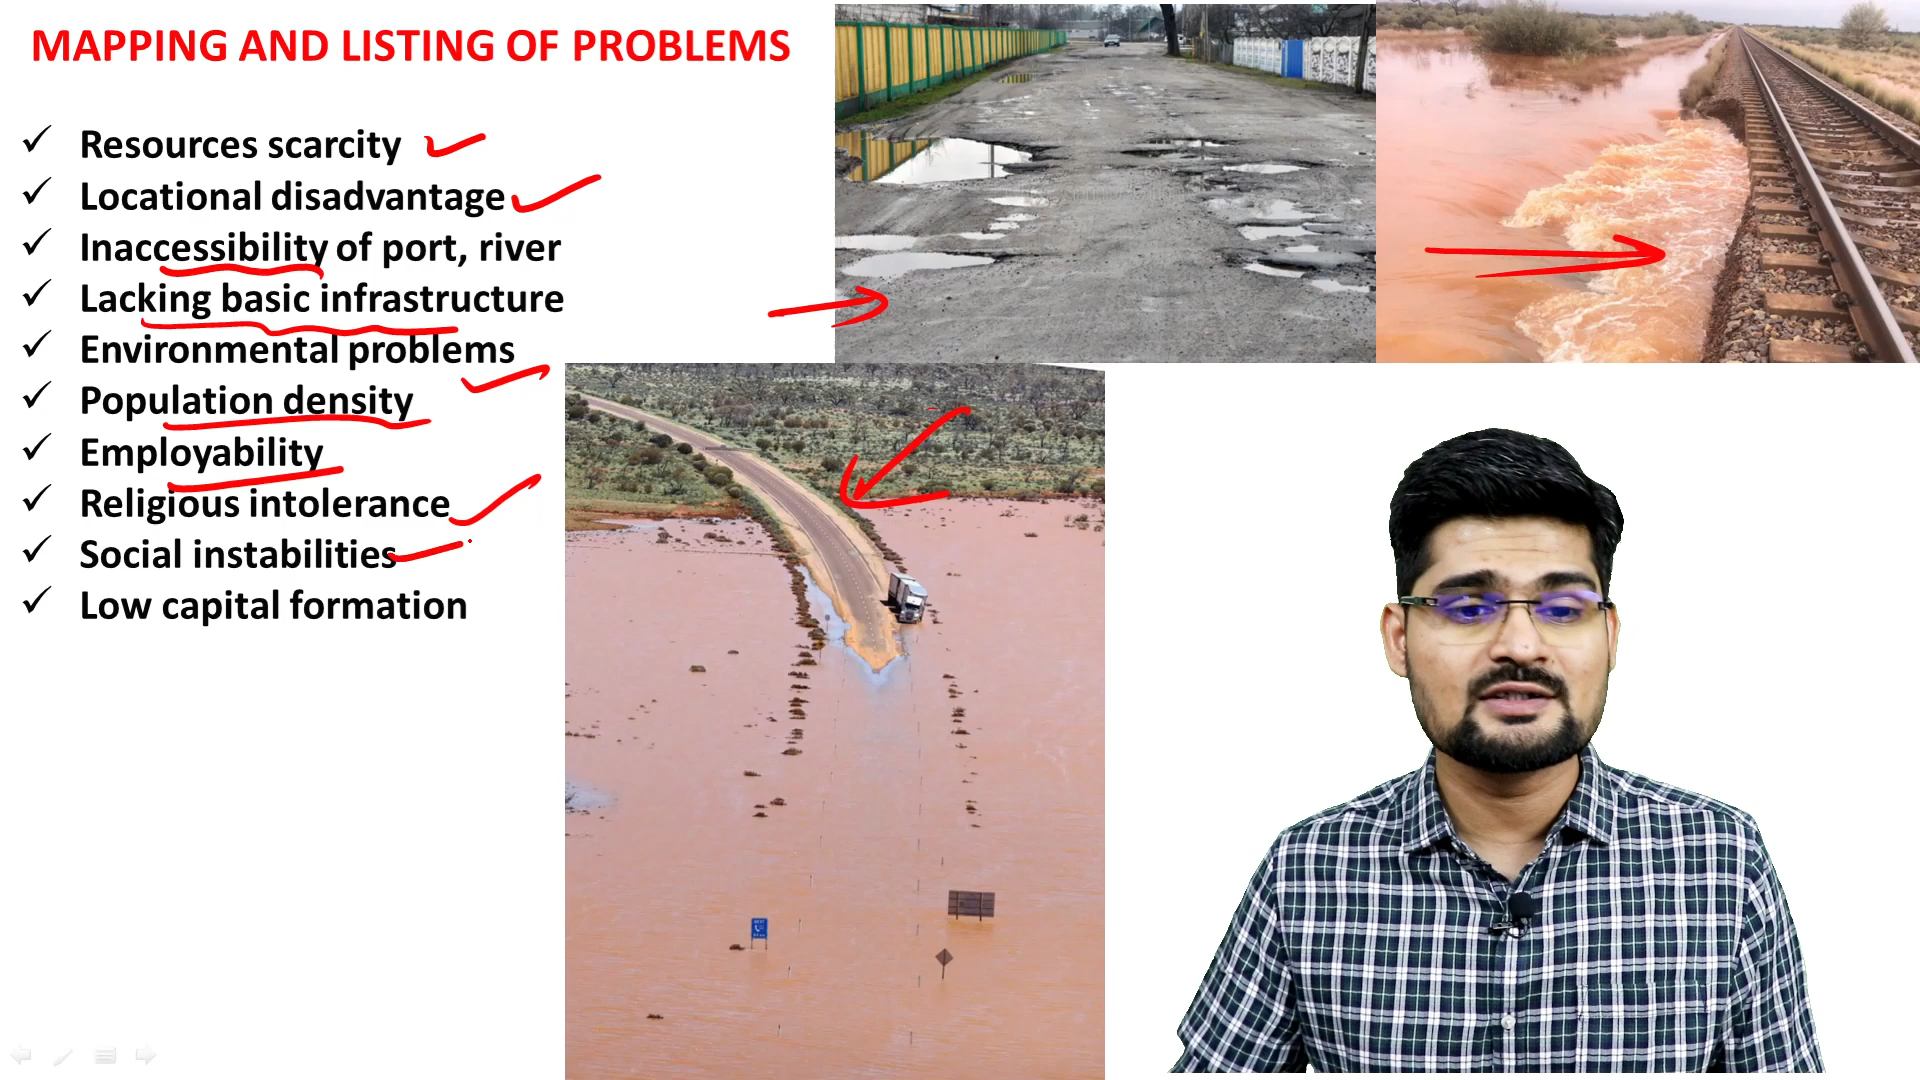 MAPPING AND LISTING OF PROBLEMS
✓ Resources scarcity
✓ Locational disadvantage
✓ Inaccessibility of port, river
✓ Lacking basic infrastructure
✓ Environmental problems
✓ Population density
✓ Employability
✓ Religious intolerance
✓ Social instabilities
✓ Low capital formation